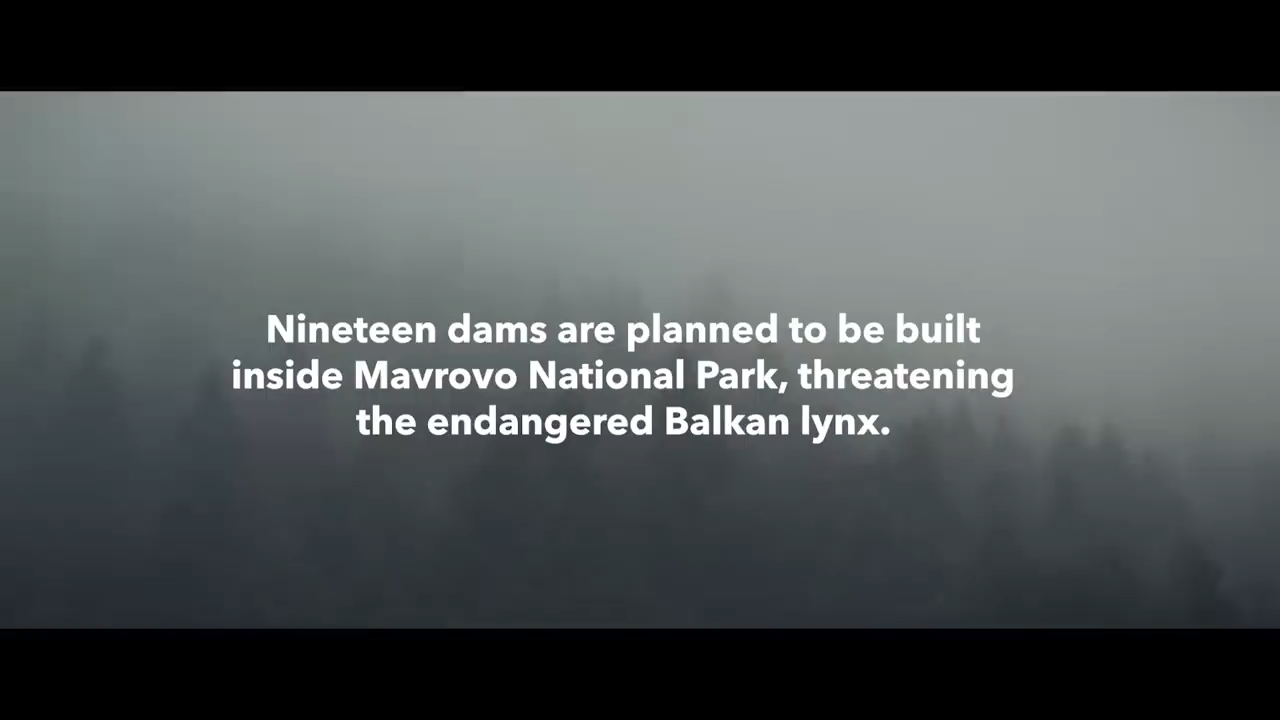 Nineteen dams are planned to be built
inside Mavrovo National Park, threatening
the endangered Balkan lynx.